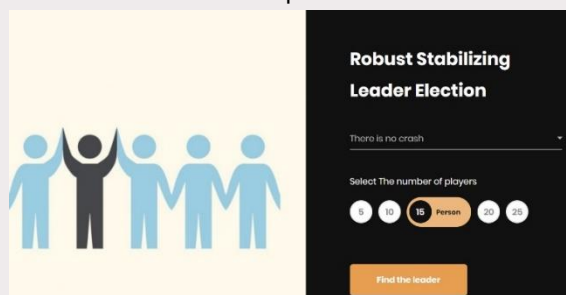 Robust Stabilizing
Leader Election
There is no crash
Select The number of players
5 10 15 Person 20 25
Find the leader